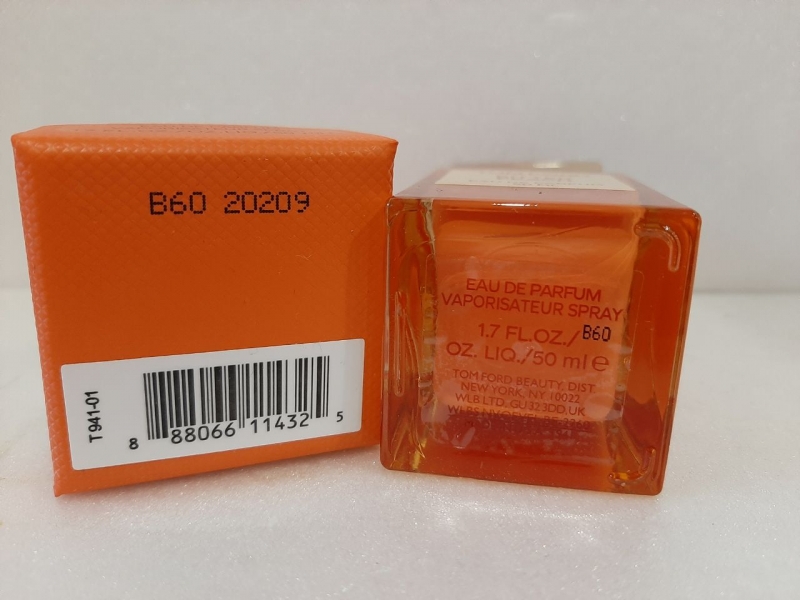 B60 20209
T941-01
8 88066 11432 5
EAU DE PARFUM
VAPORISATEUR SPRAY
1.7 FL.OZ./
B60
OZ. LIQ./50 ml e
TOM FORD BEAUTY, DIST.
NEW YORK, NY 10022
WLB LTD. GU323DD.UK